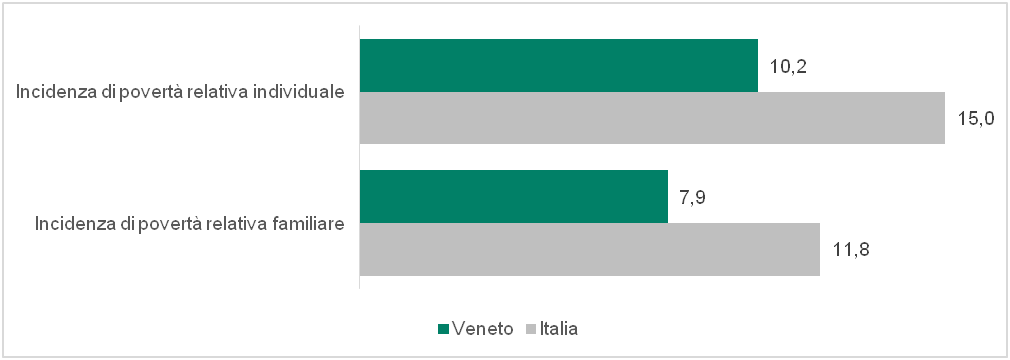 Incidenza di povertà relativa individuale
10,2
15,0
Incidenza di povertà relativa familiare
7,9
11,8
Veneto Italia